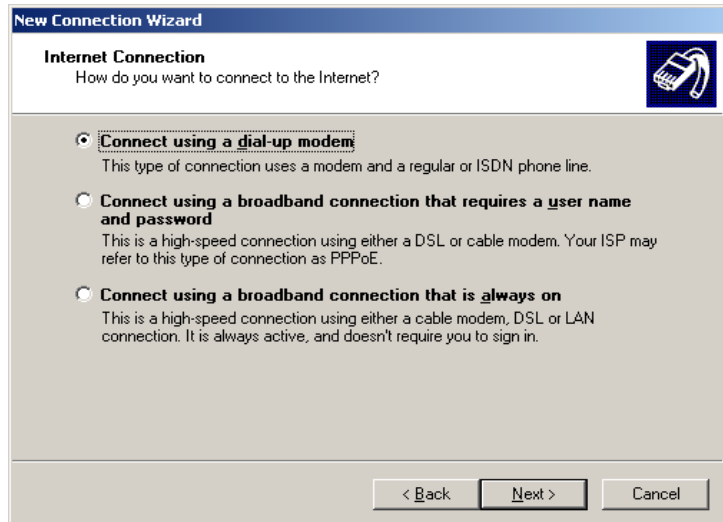 New Connection Wizard
Internet Connection
How do you want to connect to the Internet?
Connect using a dial-up modem
This type of connection uses a modem and a regular or ISDN phone line.
Connect using a broadband connection that requires a user name
and password
This is a high-speed connection using either a DSL or cable modem. Your ISP may
refer to this type of connection as PPPoE.
Connect using a broadband connection that is always on
This is a high-speed connection using either a cable modem, DSL or LAN
connection. It is always active, and doesn't require you to sign in.
< Back Next > Cancel